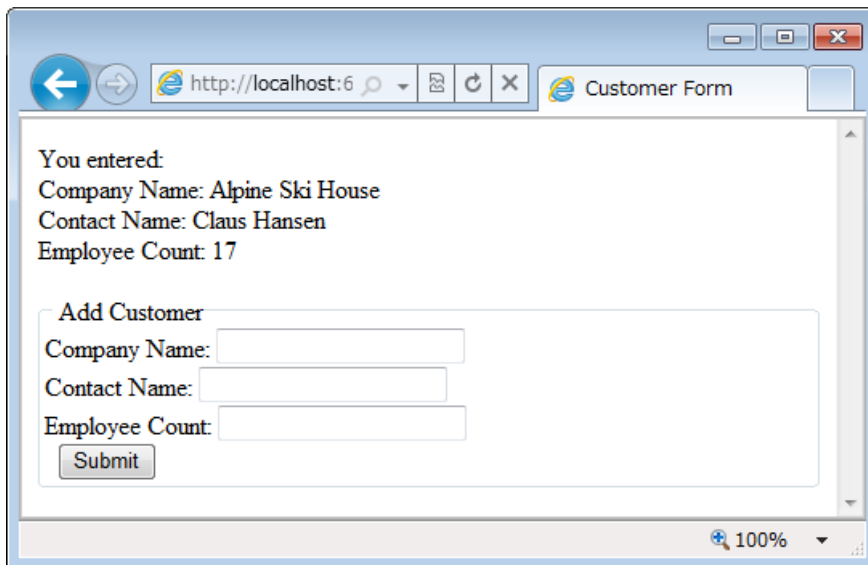 http://localhost:6
Customer Form
You entered:
Company Name: Alpine Ski House
Contact Name: Claus Hansen
Employee Count: 17
Add Customer
Company Name:
Contact Name:
Employee Count:
Submit
100%